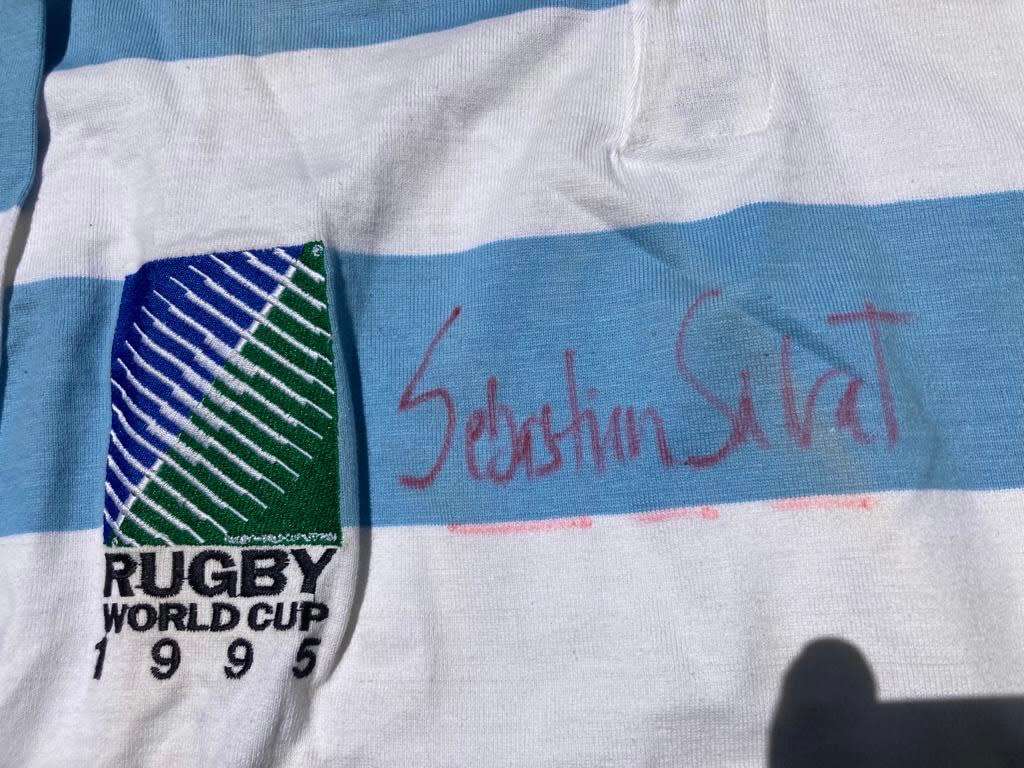 Sebastian Salvat
RUGBY
WORLD CUP
1995